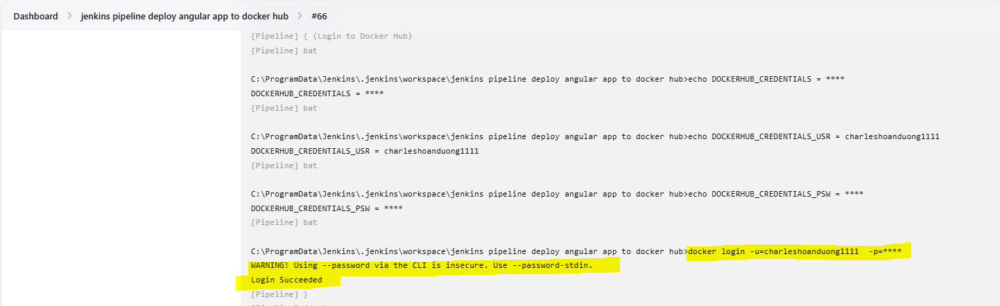 Dashboard > jenkins pipeline deploy angular app to docker hub > #66
[Pipeline] { (Login to Docker Hub)
[Pipeline] bat
C:\ProgramData\Jenkins\.jenkins\workspace\jenkins pipeline deploy angular app to docker hub>echo DOCKERHUB_CREDENTIALS = ****
DOCKERHUB_CREDENTIALS = ****
[Pipeline] bat
C:\ProgramData\Jenkins\.jenkins\workspace\jenkins pipeline deploy angular app to docker hub>echo DOCKERHUB_CREDENTIALS_USR = charleshoanduong1111
DOCKERHUB_CREDENTIALS_USR = charleshoanduong1111
[Pipeline] bat
C:\ProgramData\Jenkins\.jenkins\workspace\jenkins pipeline deploy angular app to docker hub>echo DOCKERHUB_CREDENTIALS_PSW = ****
DOCKERHUB_CREDENTIALS_PSW = ****
[Pipeline] bat
C:\ProgramData\Jenkins\.jenkins\workspace\jenkins pipeline deploy angular app to docker hub>docker login -u=charleshoanduong1111  -p=****
WARNING! Using --password via the CLI is insecure. Use --password-stdin.
Login Succeeded
[Pipeline] }